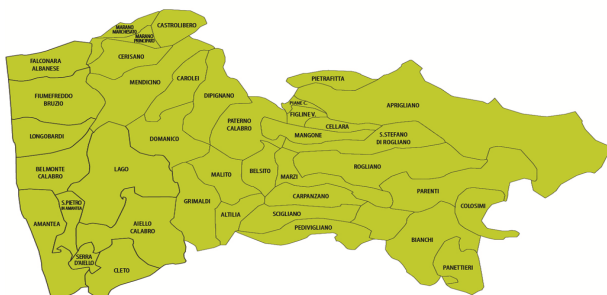 MARANO
MARCHESATO
MARANO
PRINCIPATO
CASTROLIBERO
FALCONARA
ALBANESE
CERISANO
MENDICINO
CAROLEI
DIPIGNANO
PIETRAFITTA
APRIGLIANO
FIUMEFREDDO
BRUZIO
PIANE C.
FIGLINE V.
PATERNO
CALABRO
CELLARA
MANGONE
S.STEFANO
DI ROGLIANO
LONGOBARDI
DOMANICO
BELMONTE
CALABRO
LAGO
MALITO
BELSITO
MARZI
ROGLIANO
PARENTI
COLOSIMI
S.PIETRO
IN AMANTEA
GRIMALDI
CARPANZANO
ALTILIA
SCIGLIANO
AMANTEA
AIELLO
CALABRO
PEDIVIGLIANO
BIANCHI
SERRA
D'AIELLO
CLETO
PANETTIERI